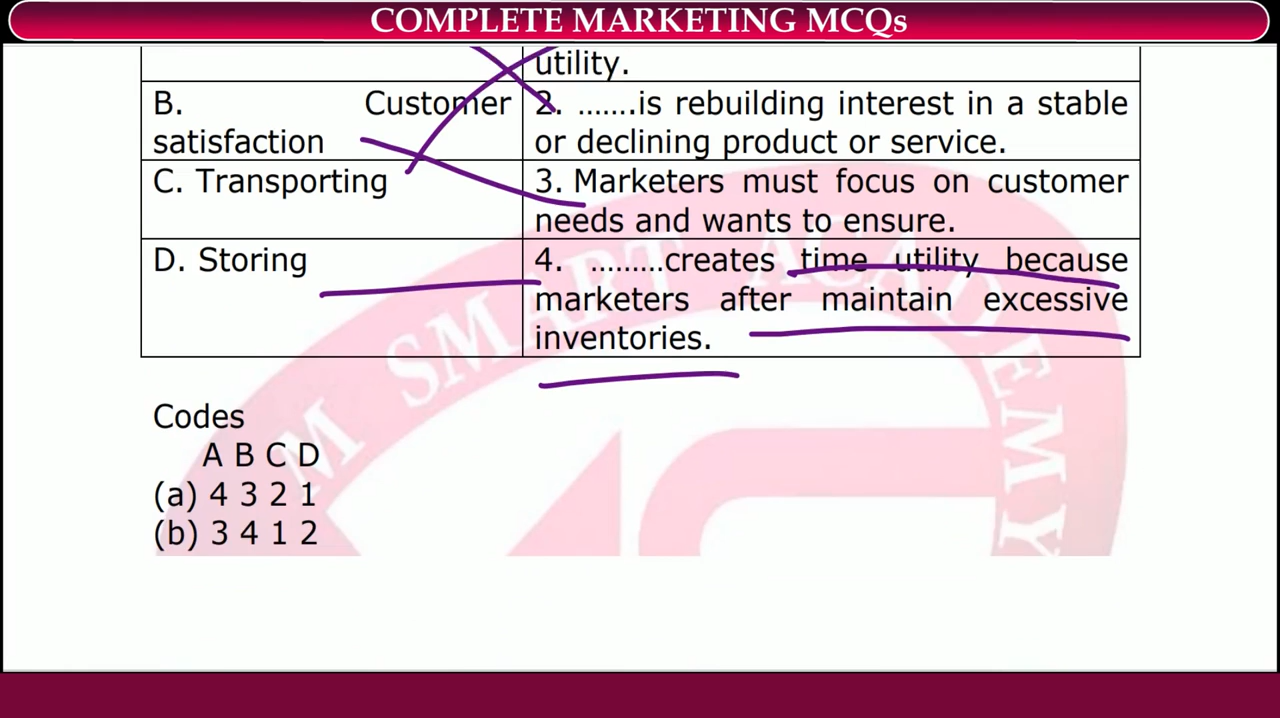 COMPLETE MARKETING MCQs
utility.
B. Customer
satisfaction
2. .......is rebuilding interest in a stable
or declining product or service.
C. Transporting
3. Marketers must focus on customer
needs and wants to ensure.
D. Storing
4. .........creates time utility because
marketers after maintain excessive
inventories.
M SMART ACADEMY
Codes
A B C D
(a) 4 3 2 1
(b) 3 4 1 2